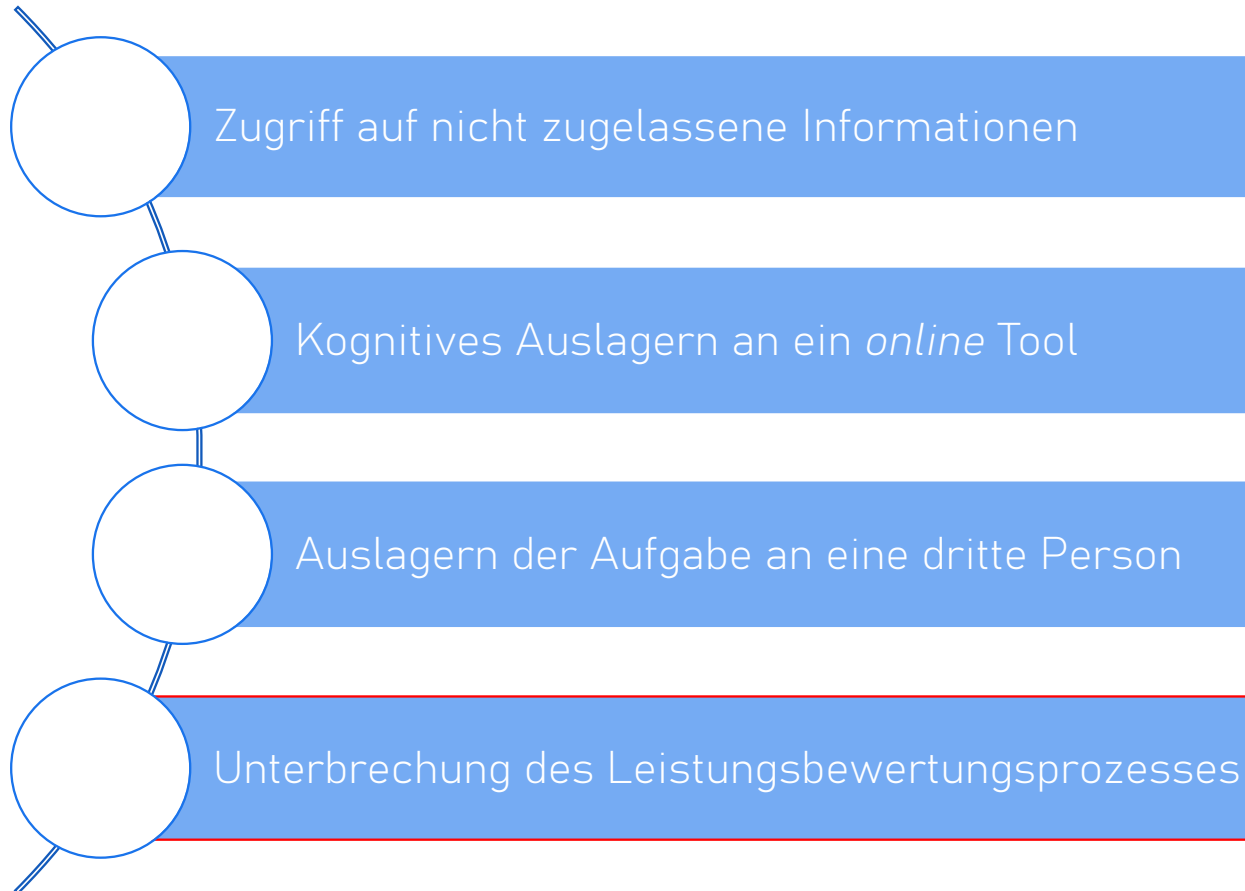 Zugriff auf nicht zugelassene Informationen
Kognitives Auslagern an ein online Tool
Auslagern der Aufgabe an eine dritte Person
Unterbrechung des Leistungsbewertungsprozesses